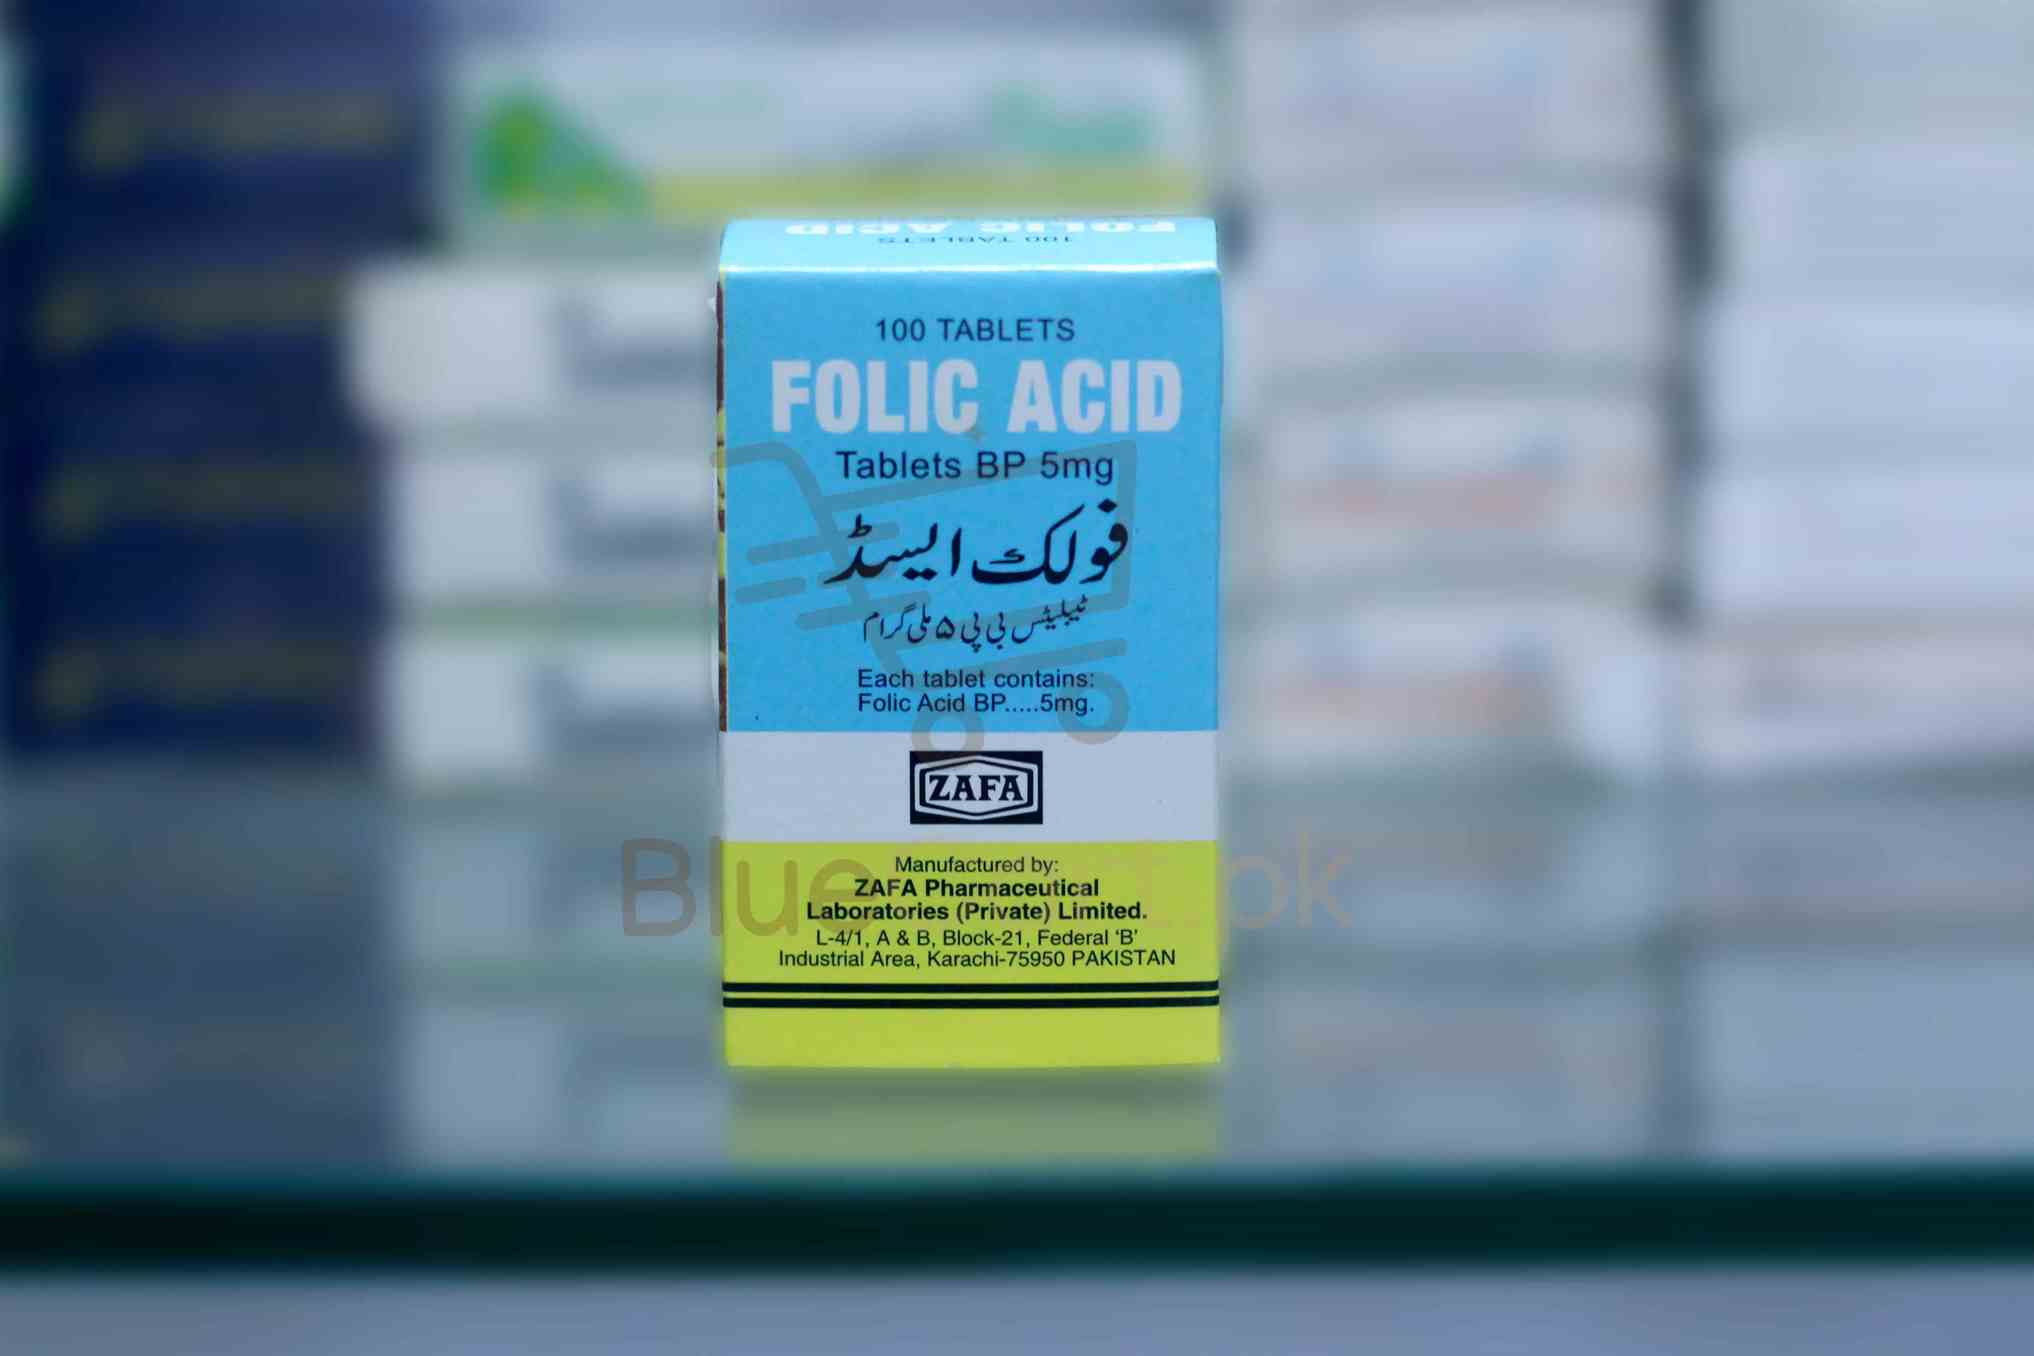 FOLIC ACID
100 TABLETS
100 TABLETS
FOLIC ACID
Tablets BP 5mg
فولک ایسڈ
ٹیبلیٹس بی پی ۵ ملی گرام
Each tablet contains:
Folic Acid BP.....5mg.
ZAFA
Manufactured by:
ZAFA Pharmaceutical
Laboratories (Private) Limited.
L-4/1, A & B, Block-21, Federal ‘B’
Industrial Area, Karachi-75950 PAKISTAN